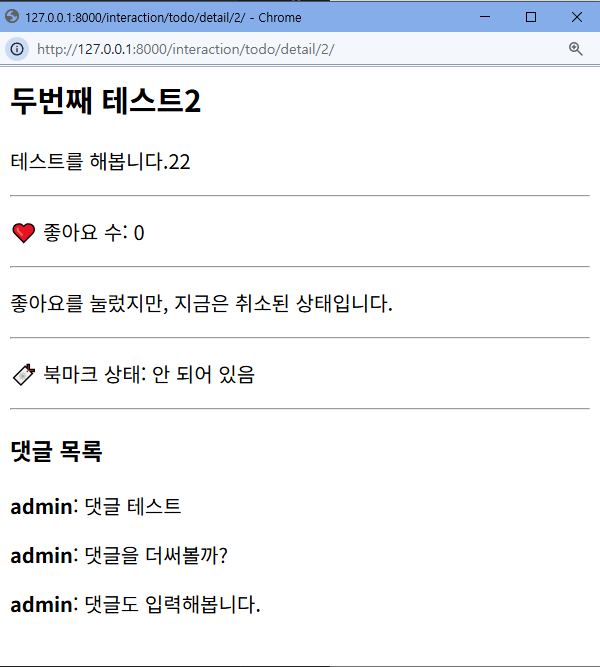 127.0.0.1:8000/interaction/todo/detail/2/ - Chrome
http://127.0.0.1:8000/interaction/todo/detail/2/
두번째 테스트2
테스트를 해봅니다.22
좋아요 수: 0
좋아요를 눌렀지만, 지금은 취소된 상태입니다.
북마크 상태: 안 되어 있음
댓글 목록
admin: 댓글 테스트
admin: 댓글을 더써볼까?
admin: 댓글도 입력해봅니다.